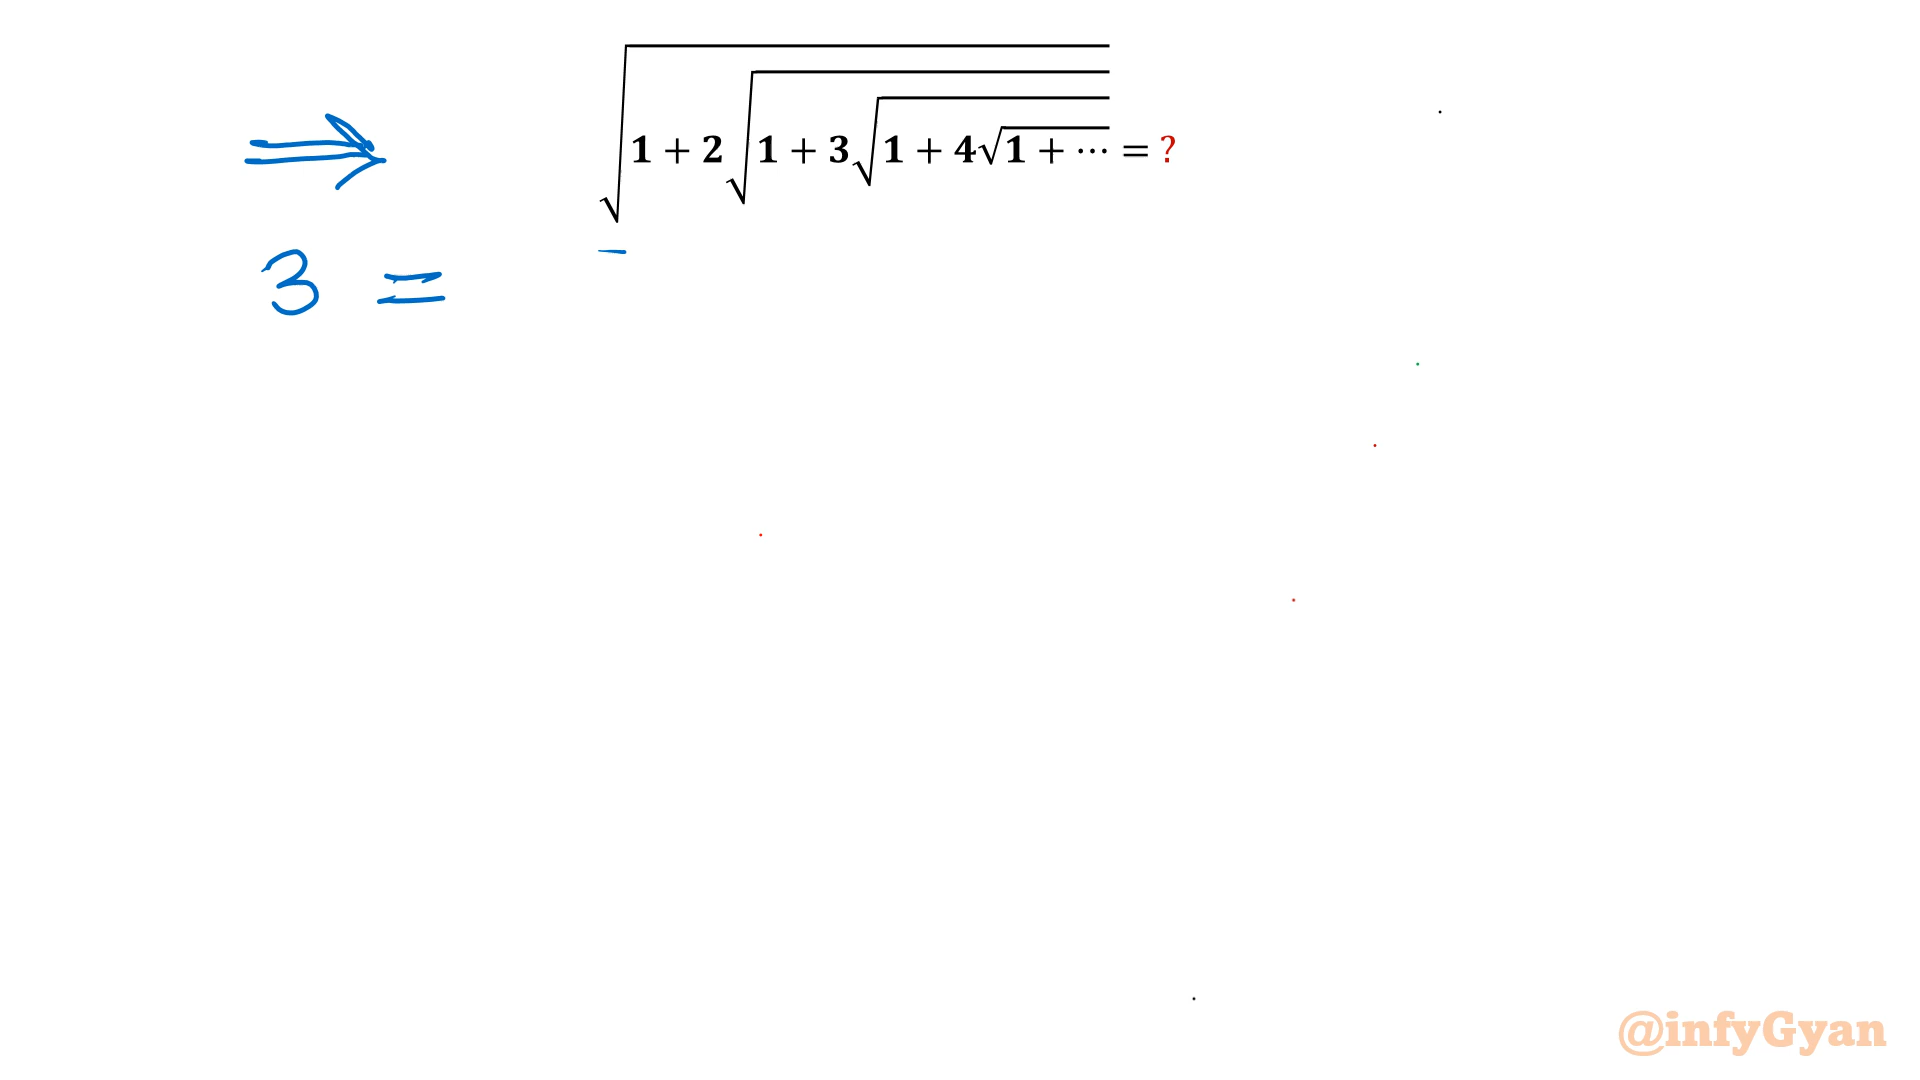 √(1 + 2√(1 + 3√(1 + 4√(1 + ⋯)))) = ?
3 =
@infyGyan